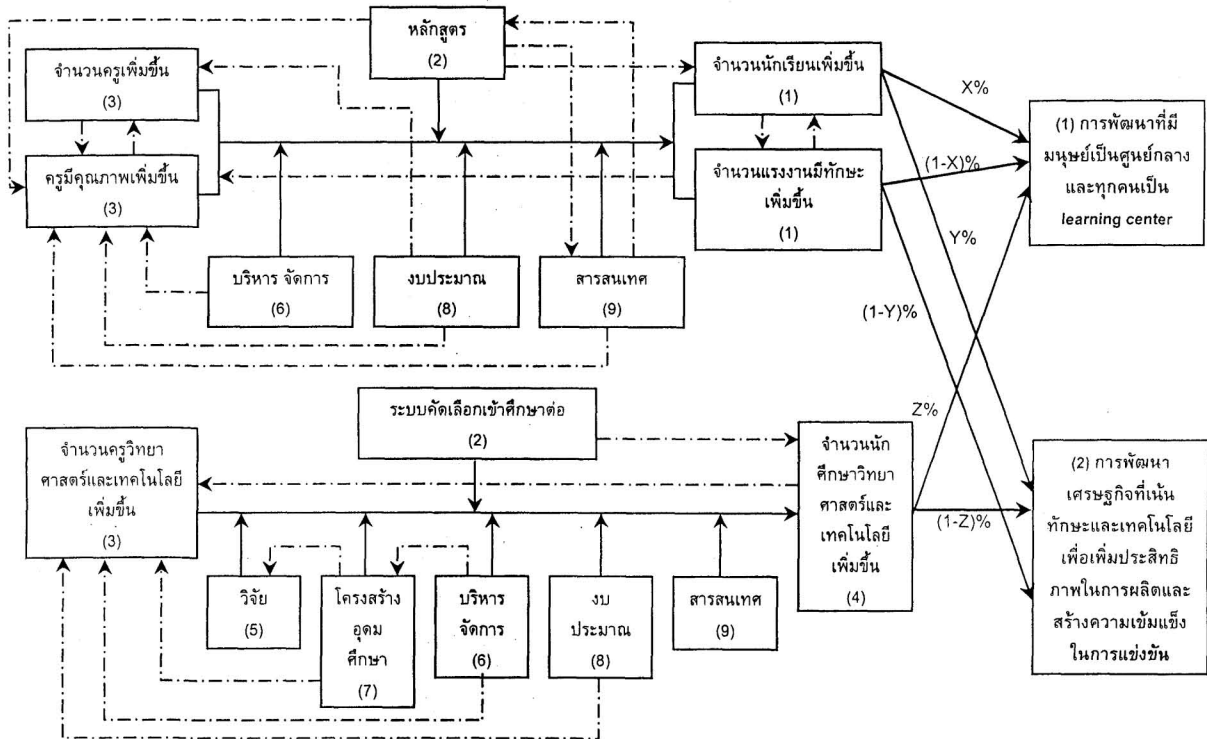 หลักสูตร
(2)
จำนวนครูเพิ่มขึ้น
(3)
ครูมีคุณภาพเพิ่มขึ้น
(3)
จำนวนนักเรียนเพิ่มขึ้น
(1)
จำนวนแรงงานมีทักษะ
เพิ่มขึ้น
(1)
บริหาร จัดการ
(6)
งบประมาณ
(8)
สารสนเทศ
(9)
X%
(1-X)%
Y%
(1-Y)%
Z%
(1-Z)%
(1) การพัฒนาที่มี
มนุษย์เป็นศูนย์กลาง
และทุกคนเป็น
learning center
ระบบคัดเลือกเข้าศึกษาต่อ
(2)
จำนวนครูวิทยา
ศาสตร์และเทคโนโลยี
เพิ่มขึ้น
(3)
จำนวนนัก
ศึกษาวิทยา
ศาสตร์และ
เทคโนโลยี
เพิ่มขึ้น
(4)
วิจัย
(5)
โครงสร้าง
อุดม
ศึกษา
(7)
บริหาร
จัดการ
(6)
งบ
ประมาณ
(8)
สารสนเทศ
(9)
(2) การพัฒนา
เศรษฐกิจที่เน้น
ทักษะและเทคโนโลยี
เพื่อเพิ่มประสิทธิ
ภาพในการผลิตและ
สร้างความเข้มแข็ง
ในการแข่งขัน